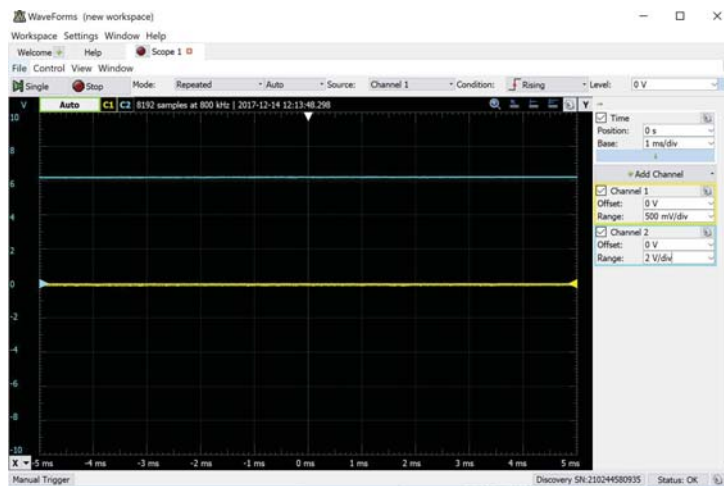 WaveForms (new workspace)
Workspace Settings Window Help
Welcome Help Scope 1
File Control View Window
Single Stop Mode: Repeated Auto Source: Channel 1 Condition: Rising Level: 0 V
V Auto C1 C2 8192 samples at 800 kHz | 2017-12-14 12:13:48.298 Y
10
8
6
4
2
0
-2
-4
-6
-8
-10
X -5 ms -4 ms -3 ms -2 ms -1 ms 0 ms 1 ms 2 ms 3 ms 4 ms 5 ms
Time
Position: 0 s
Base: 1 ms/div
Add Channel
Channel 1
Offset: 0 V
Range: 500 mV/div
Channel 2
Offset: 0 V
Range: 2 V/div
Manual Trigger Discovery SN:210244580935 Status: OK